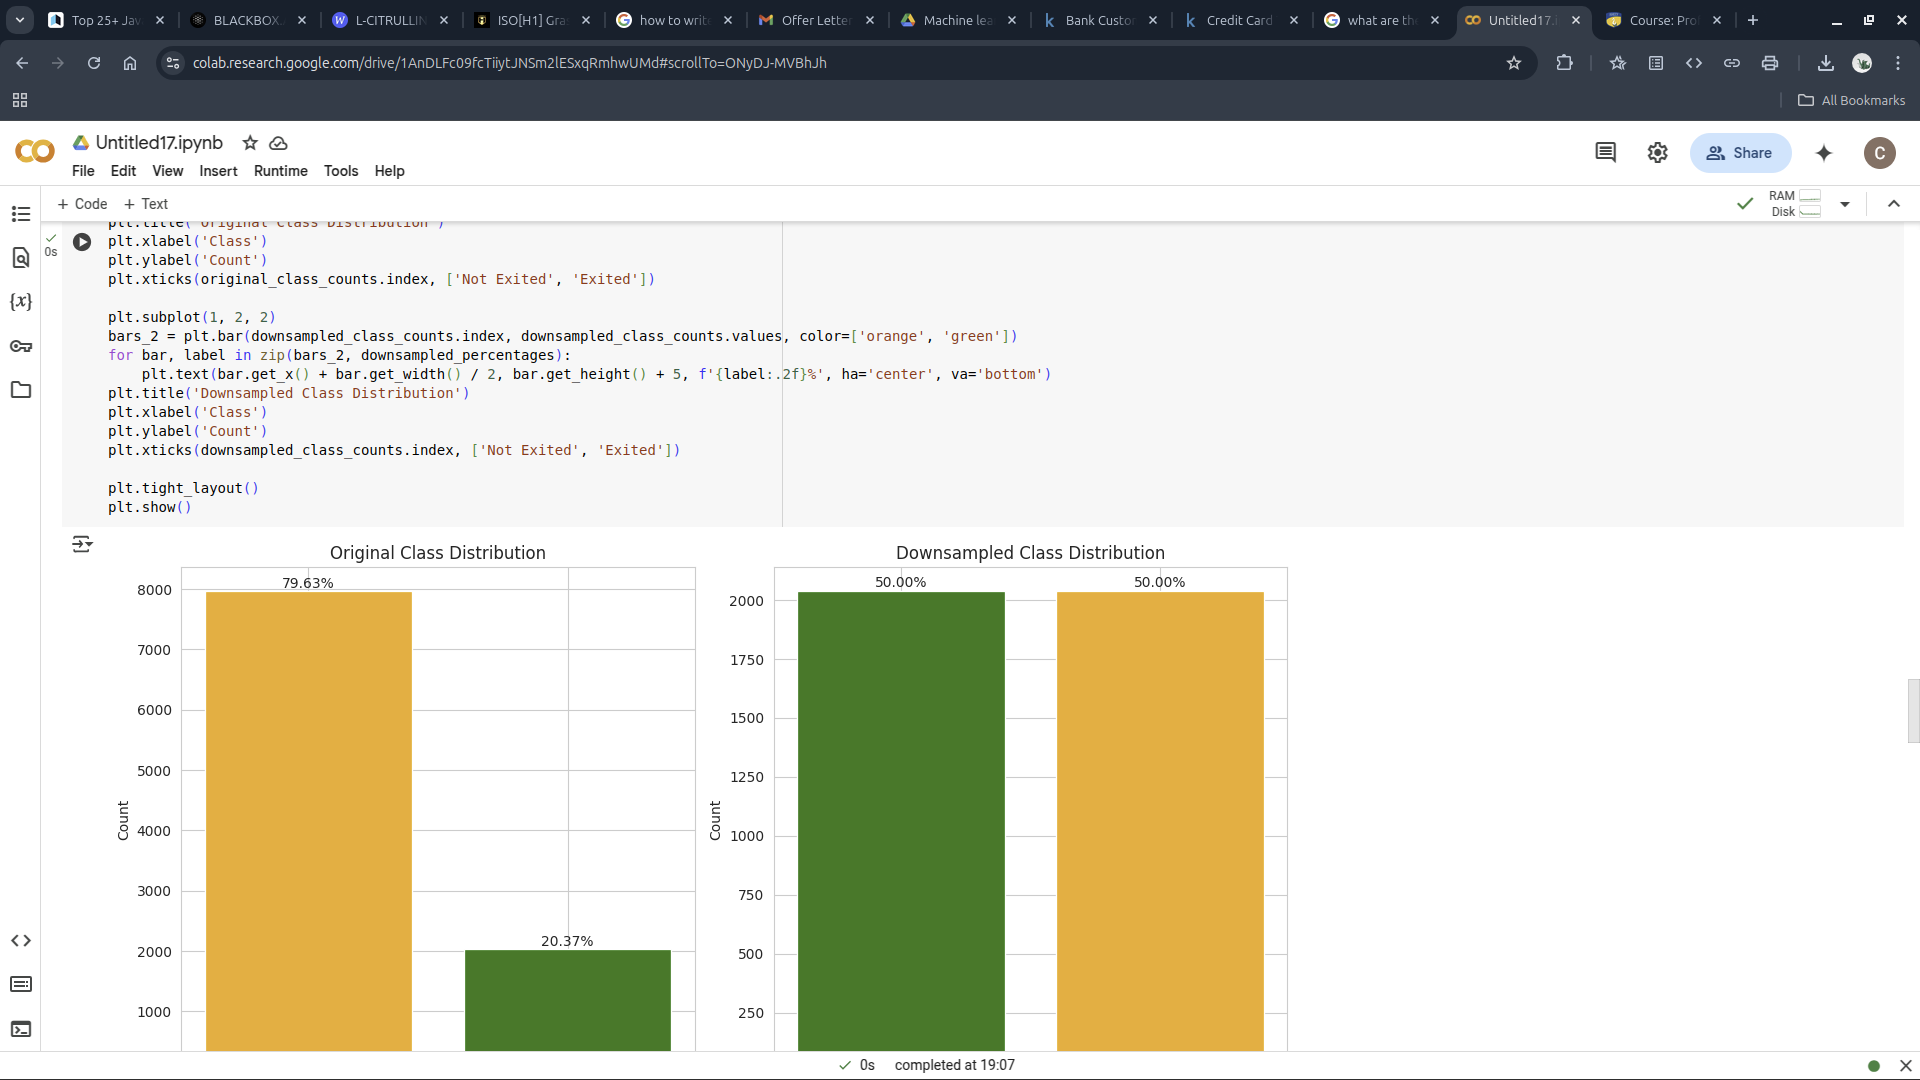 Top 25+ Jav
BLACKBOX.
L-CITRULLIN
ISO[H1] Gra
how to write
Offer Letter
Machine lea
Bank Custo
Credit Card
what are the
Untitled17.i
Course: Pro
colab.research.google.com/drive/1AnDLFc09fcTiiytJNSm2lESxqRmhwUMd#scrollTo=ONyDJ-MVBhJh
All Bookmarks
Untitled17.ipynb
File Edit View Insert Runtime Tools Help
Share
C
+ Code + Text
RAM
Disk
0s
plt.title('Original Class Distribution')
plt.xlabel('Class')
plt.ylabel('Count')
plt.xticks(original_class_counts.index, ['Not Exited', 'Exited'])
plt.subplot(1, 2, 2)
bars_2 = plt.bar(downsampled_class_counts.index, downsampled_class_counts.values, color=['orange', 'green'])
for bar, label in zip(bars_2, downsampled_percentages):
    plt.text(bar.get_x() + bar.get_width() / 2, bar.get_height() + 5, f'{label:.2f}%', ha='center', va='bottom')
plt.title('Downsampled Class Distribution')
plt.xlabel('Class')
plt.ylabel('Count')
plt.xticks(downsampled_class_counts.index, ['Not Exited', 'Exited'])
plt.tight_layout()
plt.show()
Original Class Distribution
79.63%
20.37%
8000
7000
6000
5000
4000
3000
2000
1000
Count
Downsampled Class Distribution
50.00%
50.00%
2000
1750
1500
1250
1000
750
500
250
Count
0s completed at 19:07